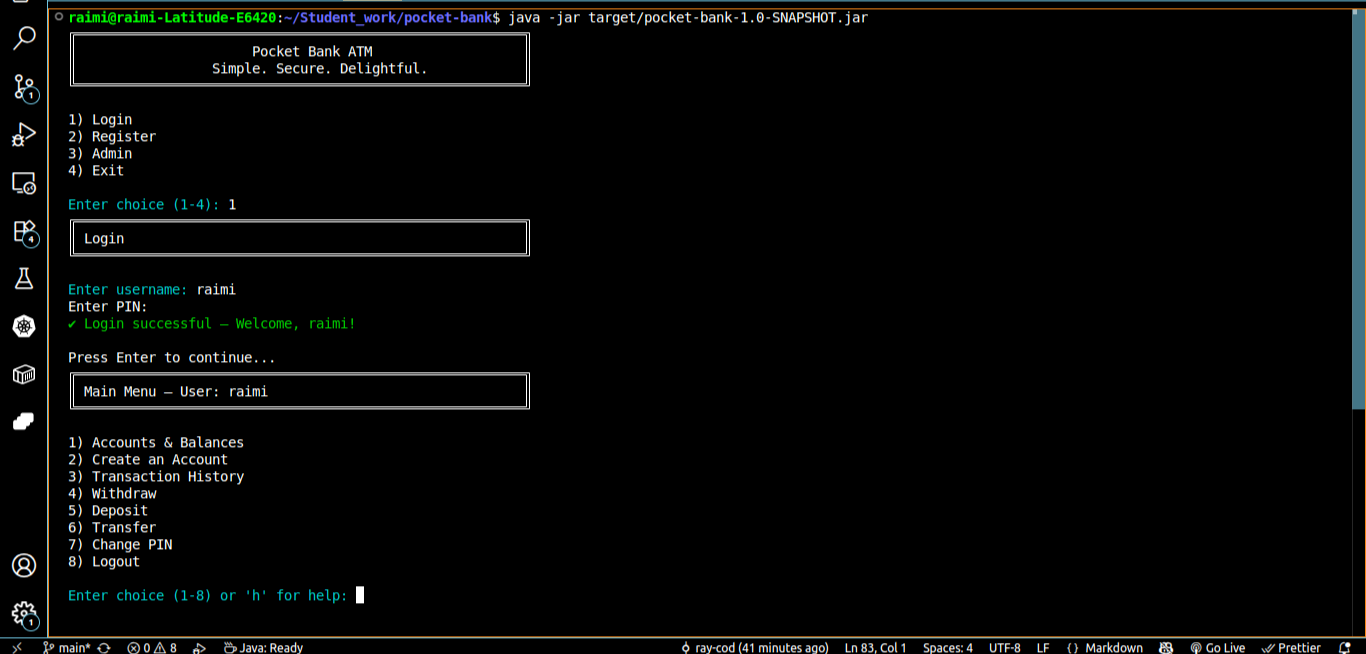 raimi@raimi-Latitude-E6420:~/Student_work/pocket-bank$ java -jar target/pocket-bank-1.0-SNAPSHOT.jar
Pocket Bank ATM
Simple. Secure. Delightful.
1) Login
2) Register
3) Admin
4) Exit
Enter choice (1-4): 1
Login
Enter username: raimi
Enter PIN:
✔ Login successful — Welcome, raimi!
Press Enter to continue...
Main Menu — User: raimi
1) Accounts & Balances
2) Create an Account
3) Transaction History
4) Withdraw
5) Deposit
6) Transfer
7) Change PIN
8) Logout
Enter choice (1-8) or 'h' for help:
1
4
1
main* 0 8 Java: Ready ray-cod (41 minutes ago) Ln 83, Col 1 Spaces: 4 UTF-8 LF {} Markdown Go Live Prettier